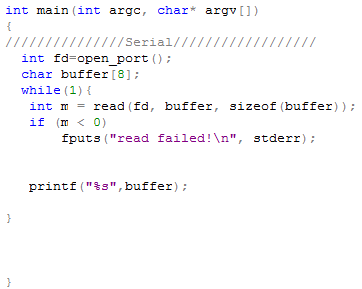 int main(int argc, char* argv[])
{
///////////////Serial//////////////////
int fd=open_port();
char buffer[8];
while(1){
int m = read(fd, buffer, sizeof(buffer));
if (m < 0)
fputs("read failed!\n", stderr);
printf("%s",buffer);
}
}